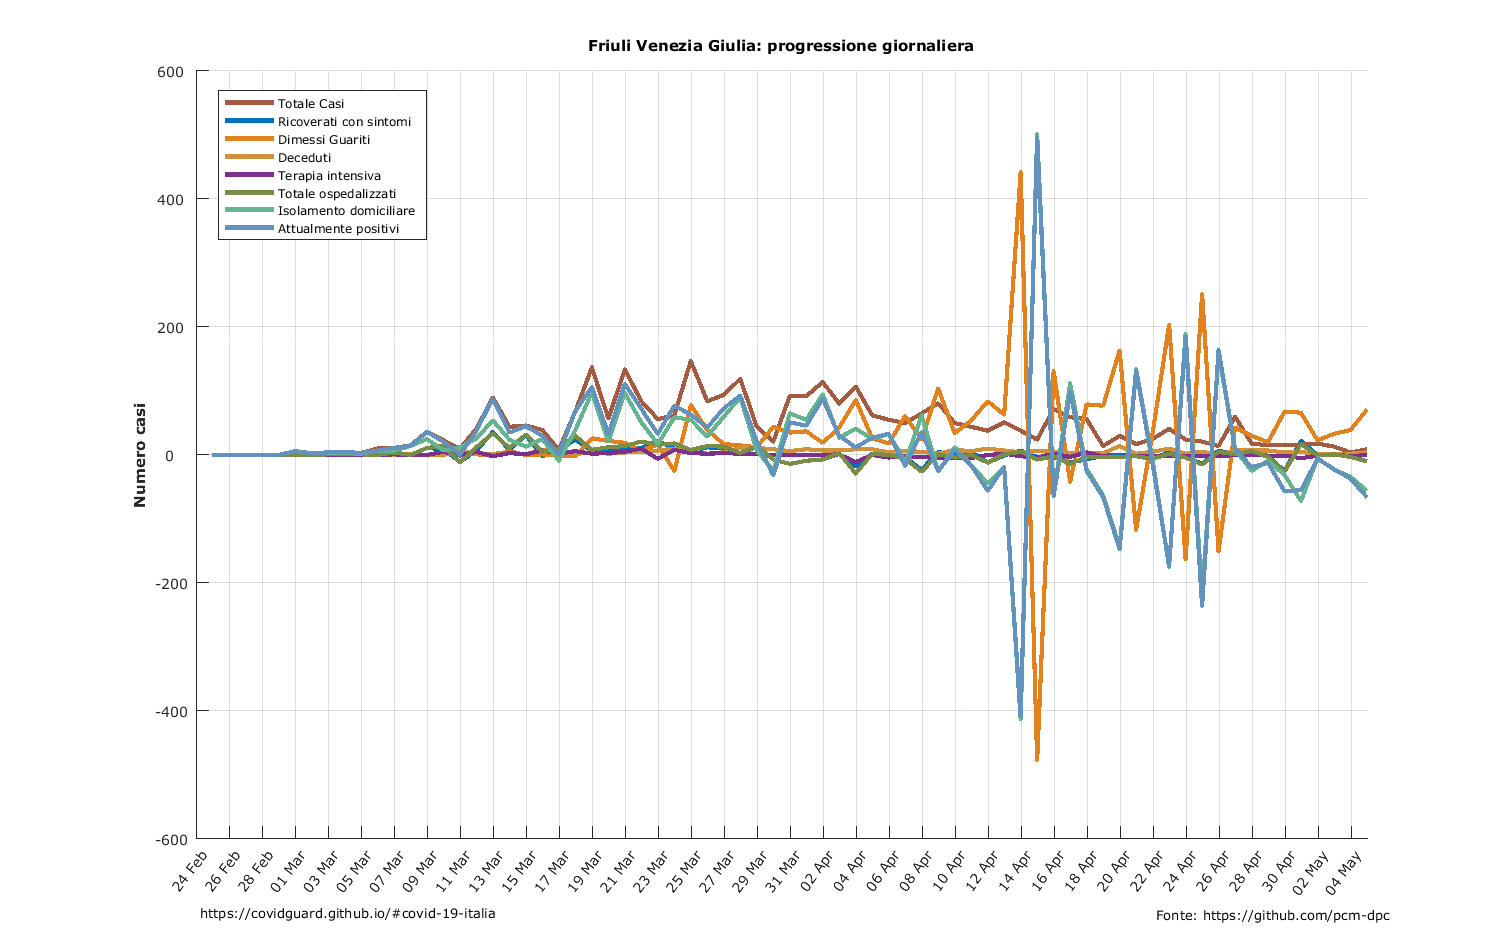 Friuli Venezia Giulia: progressione giornaliera
600
400
200
0
-200
-400
-600
Numero casi
Totale Casi
Ricoverati con sintomi
Dimessi Guariti
Deceduti
Terapia intensiva
Totale ospedalizzati
Isolamento domiciliare
Attualmente positivi
24 Feb
26 Feb
28 Feb
01 Mar
03 Mar
05 Mar
07 Mar
09 Mar
11 Mar
13 Mar
15 Mar
17 Mar
19 Mar
21 Mar
23 Mar
25 Mar
27 Mar
29 Mar
31 Mar
02 Apr
04 Apr
06 Apr
08 Apr
10 Apr
12 Apr
14 Apr
16 Apr
18 Apr
20 Apr
22 Apr
24 Apr
26 Apr
28 Apr
30 Apr
02 May
04 May
https://covidguard.github.io/#covid-19-italia
Fonte: https://github.com/pcm-dpc